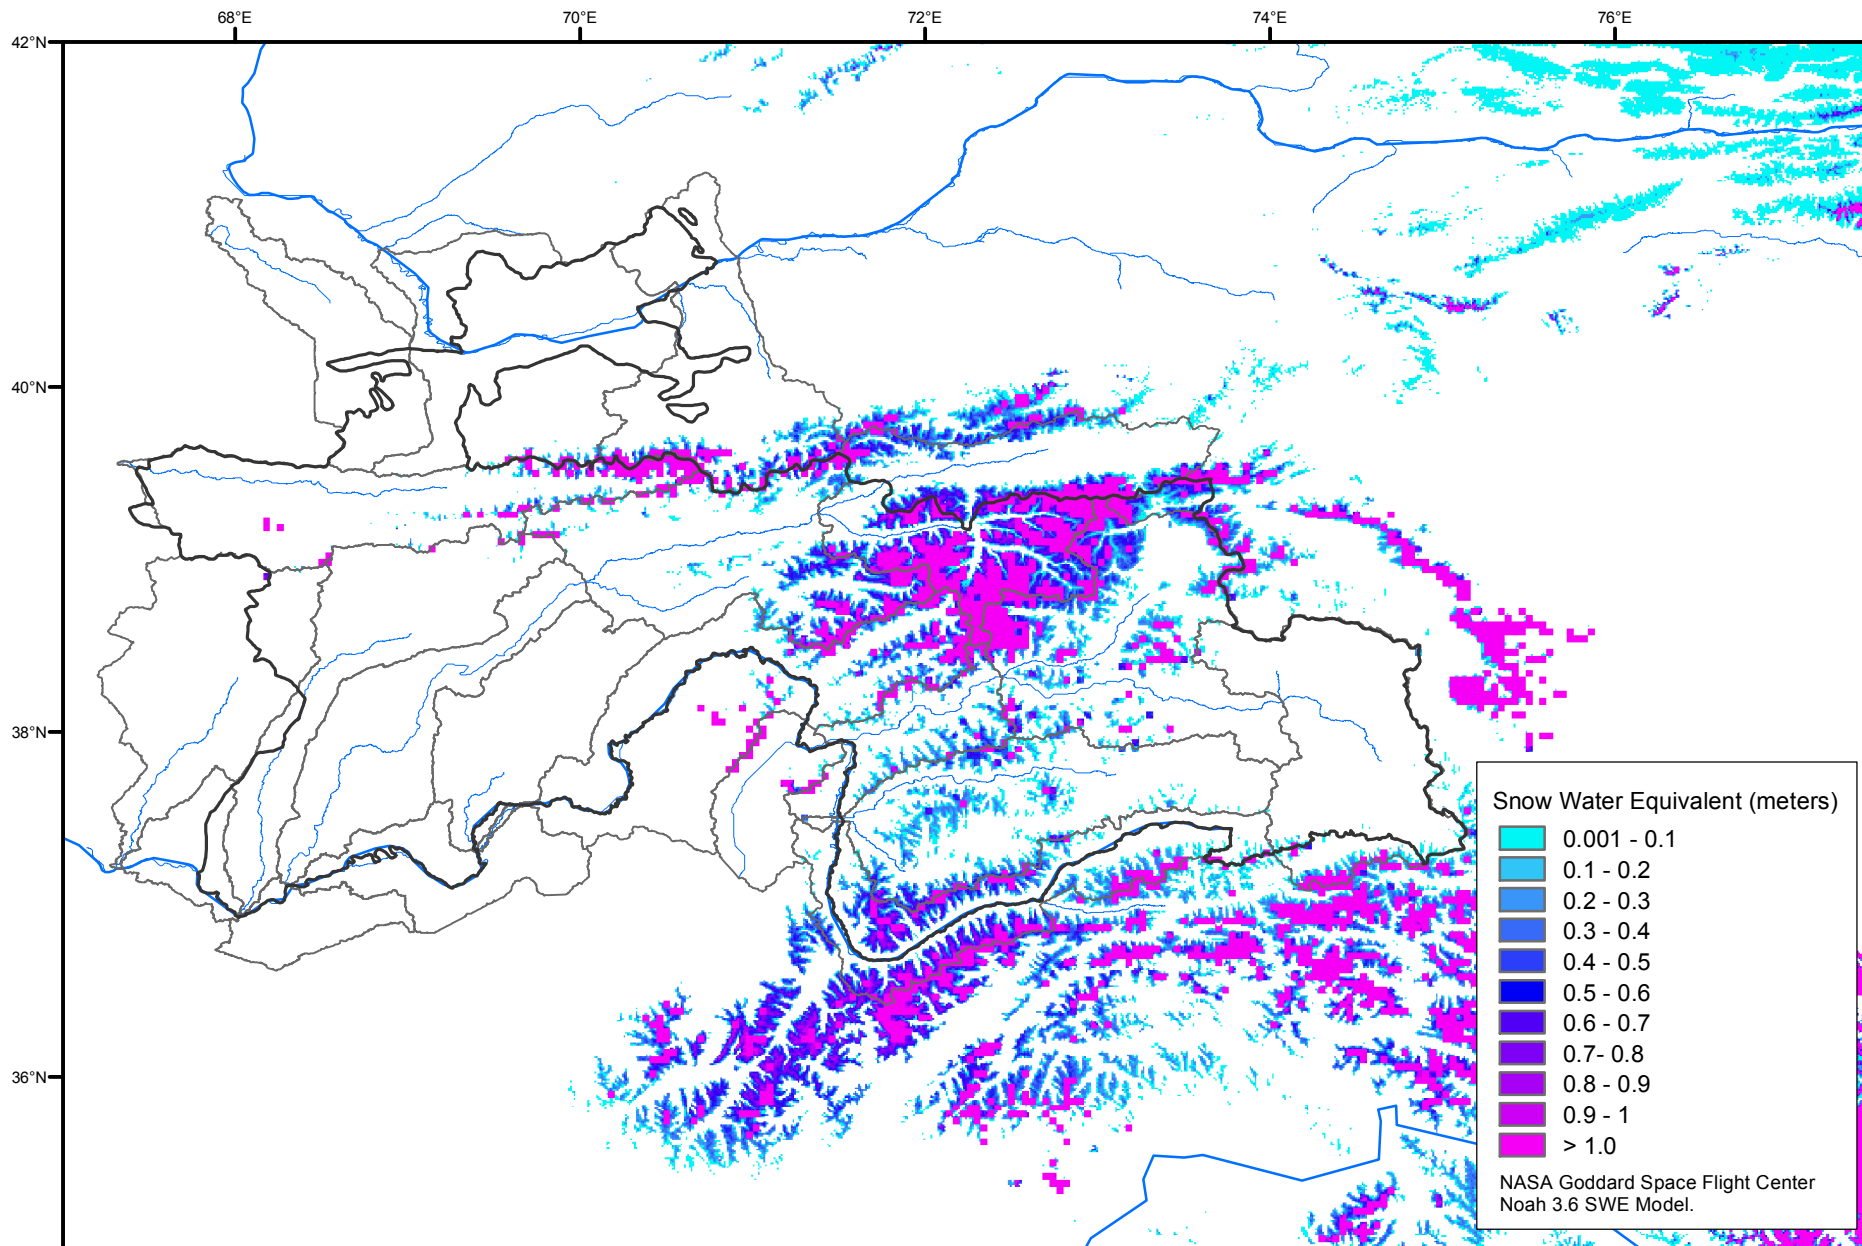 68°E 70°E 72°E 74°E 76°E
42°N
40°N
38°N
36°N
Snow Water Equivalent (meters)
0.001 - 0.1
0.1 - 0.2
0.2 - 0.3
0.3 - 0.4
0.4 - 0.5
0.5 - 0.6
0.6 - 0.7
0.7- 0.8
0.8 - 0.9
0.9 - 1
> 1.0
NASA Goddard Space Flight Center
Noah 3.6 SWE Model.